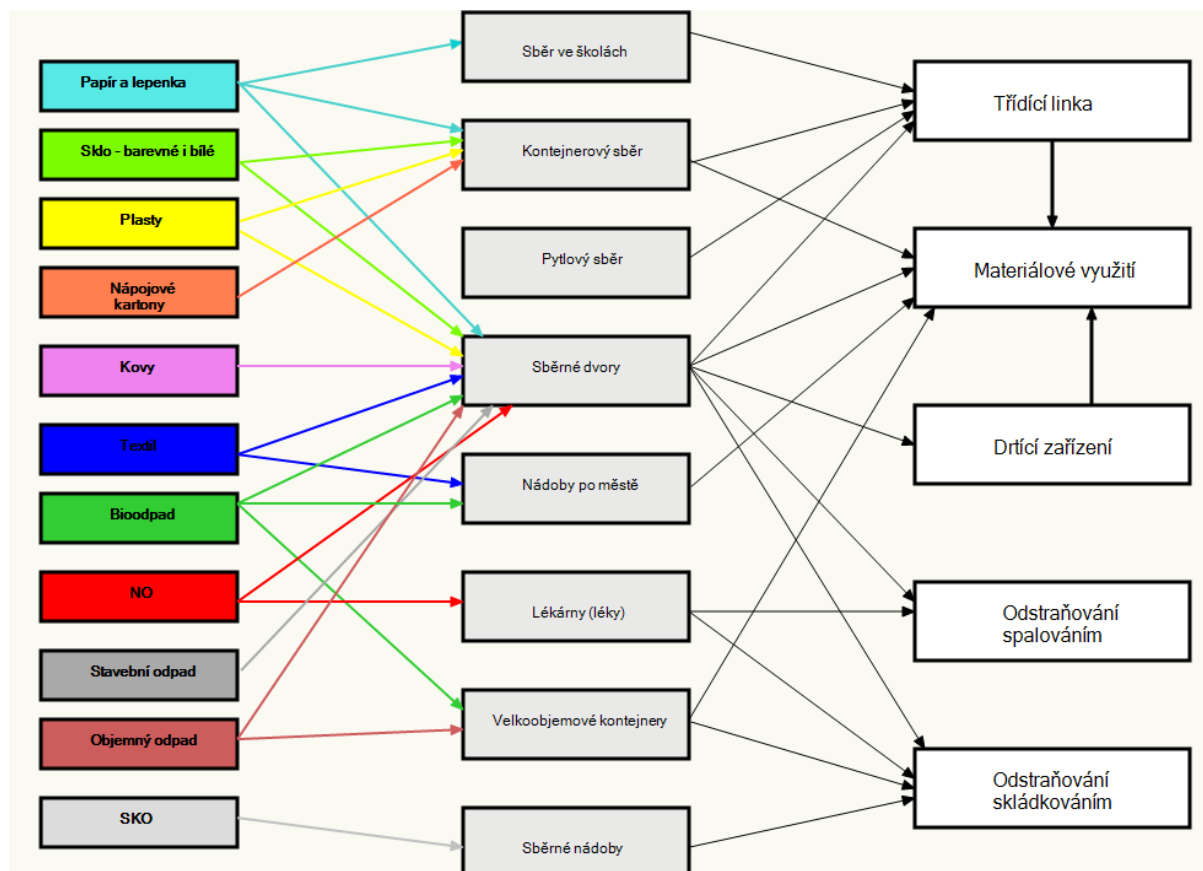 Papír a lepenka
Sklo - barevné i bílé
Plasty
Nápojové
kartony
Kovy
Textil
Bioodpad
NO
Stavební odpad
Objemný odpad
SKO
Sběr ve školách
Kontejnerový sběr
Pytlový sběr
Sběrné dvory
Nádoby po městě
Lékárny (léky)
Velkoobjemové kontejnery
Sběrné nádoby
Třídící linka
Materiálové využití
Drtící zařízení
Odstraňování
spalováním
Odstraňování
skládkováním